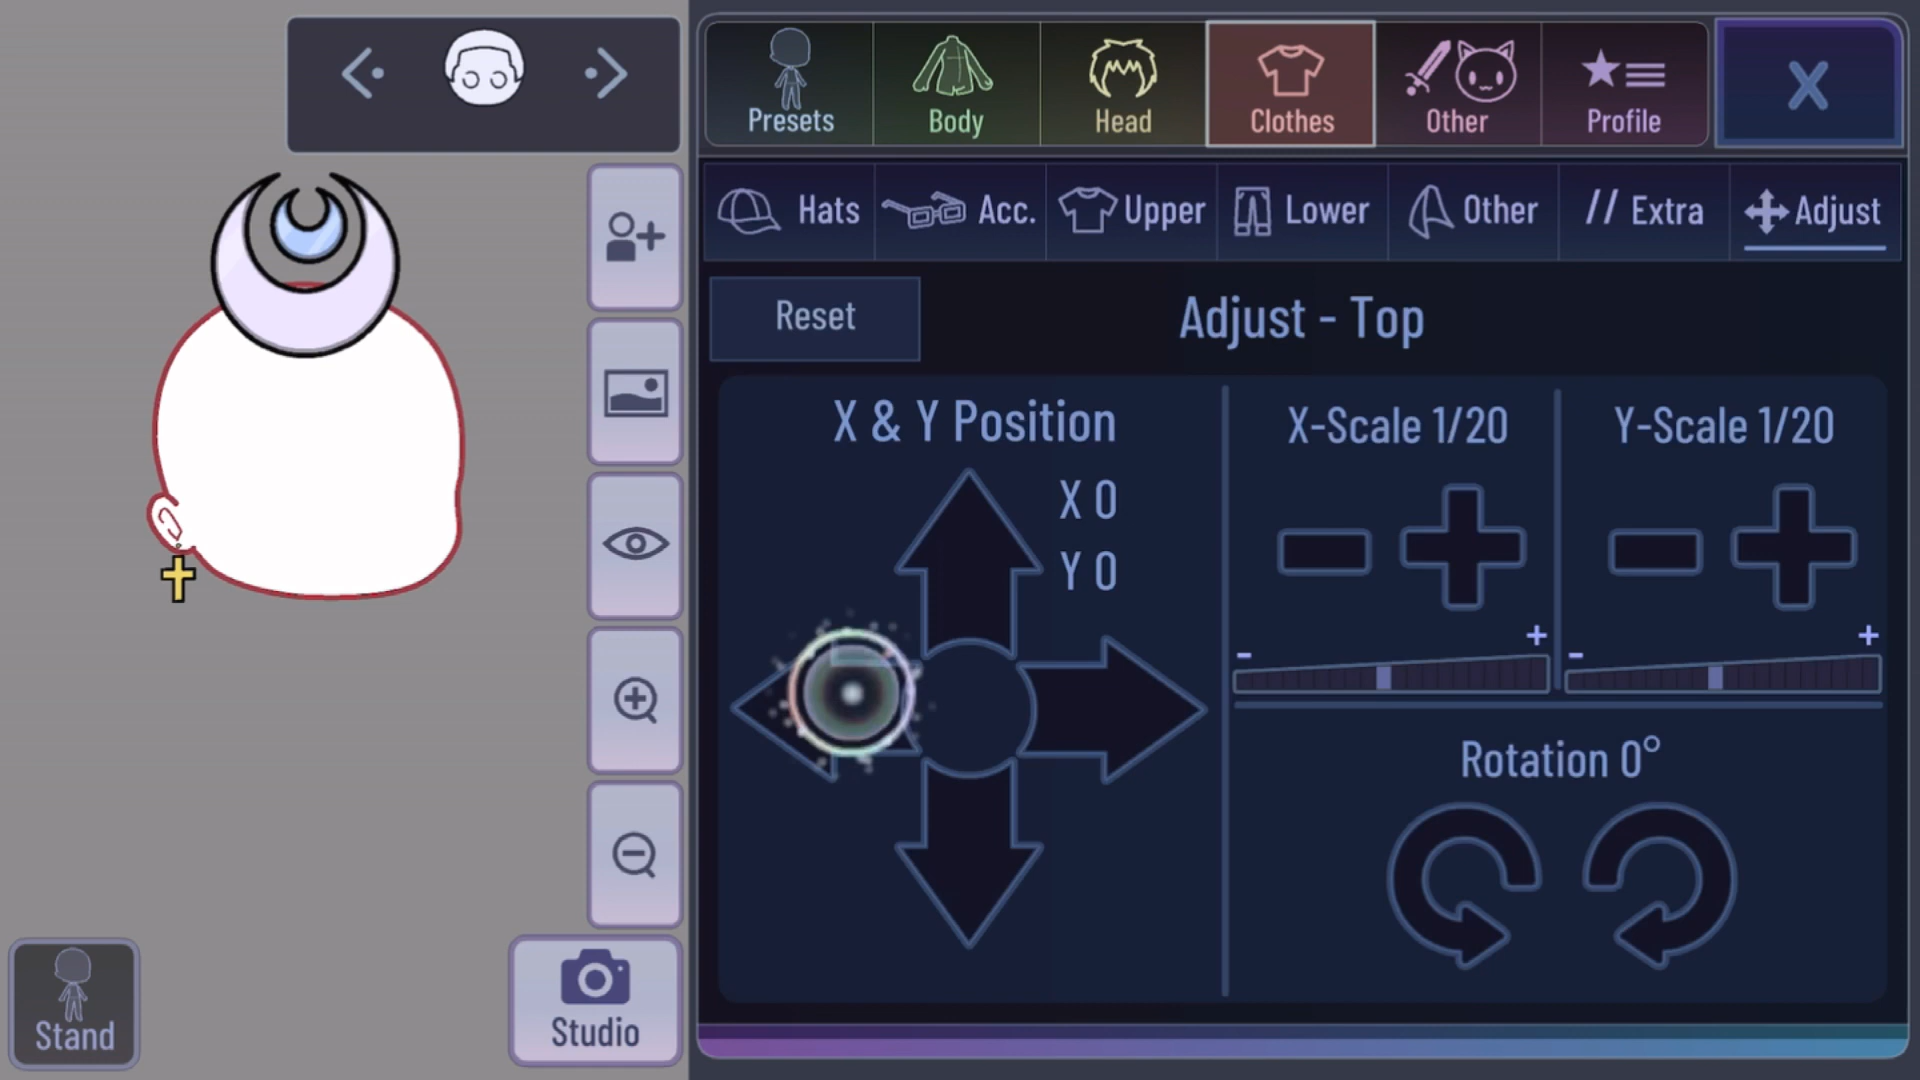 Presets
Body
Head
Clothes
Other
Profile
X
Hats
Acc.
Upper
Lower
Other
// Extra
Adjust
Reset
Adjust - Top
X & Y Position
X 0
Y 0
X-Scale 1/20
Y-Scale 1/20
- +
- +
Rotation 0°
Stand
Studio